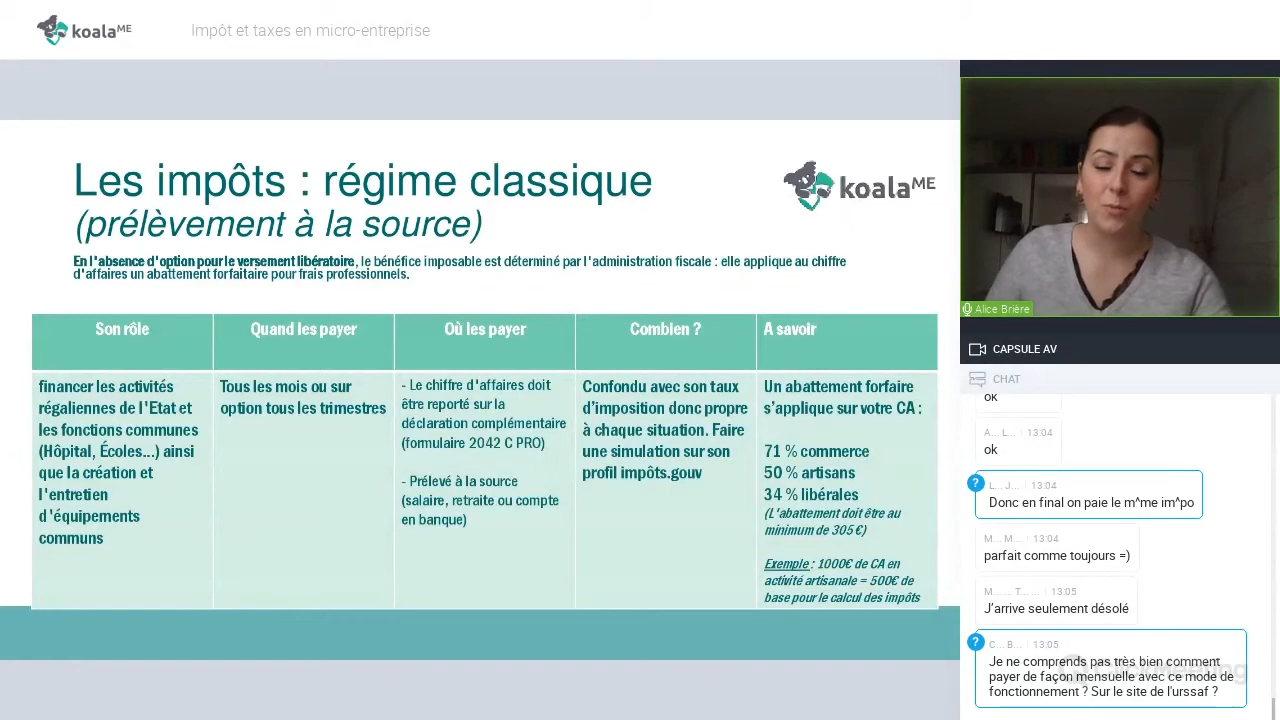 koalaME
Impôt et taxes en micro-entreprise
Les impôts : régime classique
(prélèvement à la source)
koalaME
En l'absence d'option pour le versement libératoire, le bénéfice imposable est déterminé par l'administration fiscale : elle applique au chiffre
d'affaires un abattement forfaitaire pour frais professionnels.
Son rôle
Quand les payer
Où les payer
Combien ?
A savoir
financer les activités
régaliennes de l'Etat et
les fonctions communes
(Hôpital, Écoles...) ainsi
que la création et
l'entretien
d'équipements
communs
Tous les mois ou sur
option tous les trimestres
- Le chiffre d'affaires doit
être reporté sur la
déclaration complémentaire
(formulaire 2042 C PRO)
- Prélevé à la source
(salaire, retraite ou compte
en banque)
Confondu avec son taux
d'imposition donc propre
à chaque situation. Faire
une simulation sur son
profil impôts.gouv
Un abattement forfaire
s'applique sur votre CA :
71 % commerce
50 % artisans
34 % libérales
(L'abattement doit être au
minimum de 305 €)
Exemple : 1000€ de CA en
activité artisanale = 500€ de
base pour le calcul des impôts
Alice Brière
CAPSULE AV
CHAT
ok
A... L... 13:04
ok
? L... J... 13:04
Donc en final on paie le m^me im^po
M... M... 13:04
parfait comme toujours =)
M... ... T... ... 13:05
J'arrive seulement désolé
? C... B... 13:05
Je ne comprends pas très bien comment
payer de façon mensuelle avec ce mode de
fonctionnement ? Sur le site de l'urssaf ?
ClickMeeting